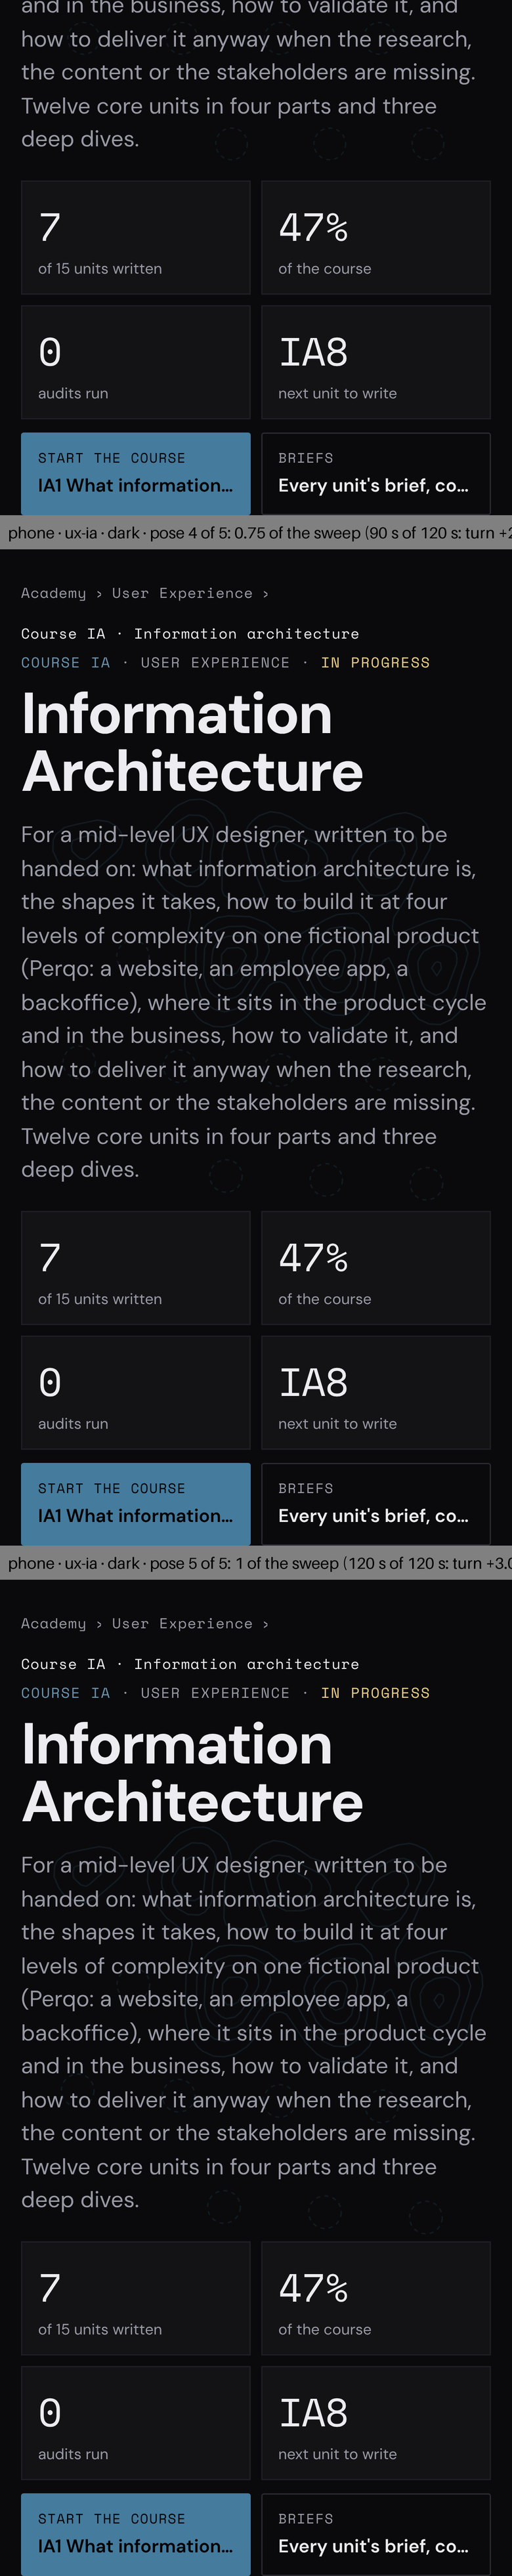 and in the business, how to validate it, and
how to deliver it anyway when the research,
the content or the stakeholders are missing.
Twelve core units in four parts and three
deep dives.
7
of 15 units written
47%
of the course
0
audits run
IA8
next unit to write
START THE COURSE
IA1 What information...
BRIEFS
Every unit's brief, co...
phone · ux-ia · dark · pose 4 of 5: 0.75 of the sweep (90 s of 120 s: turn +2
Academy › User Experience ›
Course IA · Information architecture
COURSE IA · USER EXPERIENCE · IN PROGRESS
Information
Architecture
For a mid-level UX designer, written to be
handed on: what information architecture is,
the shapes it takes, how to build it at four
levels of complexity on one fictional product
(Perqo: a website, an employee app, a
backoffice), where it sits in the product cycle
and in the business, how to validate it, and
how to deliver it anyway when the research,
the content or the stakeholders are missing.
Twelve core units in four parts and three
deep dives.
7
of 15 units written
47%
of the course
0
audits run
IA8
next unit to write
START THE COURSE
IA1 What information...
BRIEFS
Every unit's brief, co...
phone · ux-ia · dark · pose 5 of 5: 1 of the sweep (120 s of 120 s: turn +3.0
Academy › User Experience ›
Course IA · Information architecture
COURSE IA · USER EXPERIENCE · IN PROGRESS
Information
Architecture
For a mid-level UX designer, written to be
handed on: what information architecture is,
the shapes it takes, how to build it at four
levels of complexity on one fictional product
(Perqo: a website, an employee app, a
backoffice), where it sits in the product cycle
and in the business, how to validate it, and
how to deliver it anyway when the research,
the content or the stakeholders are missing.
Twelve core units in four parts and three
deep dives.
7
of 15 units written
47%
of the course
0
audits run
IA8
next unit to write
START THE COURSE
IA1 What information...
BRIEFS
Every unit's brief, co...